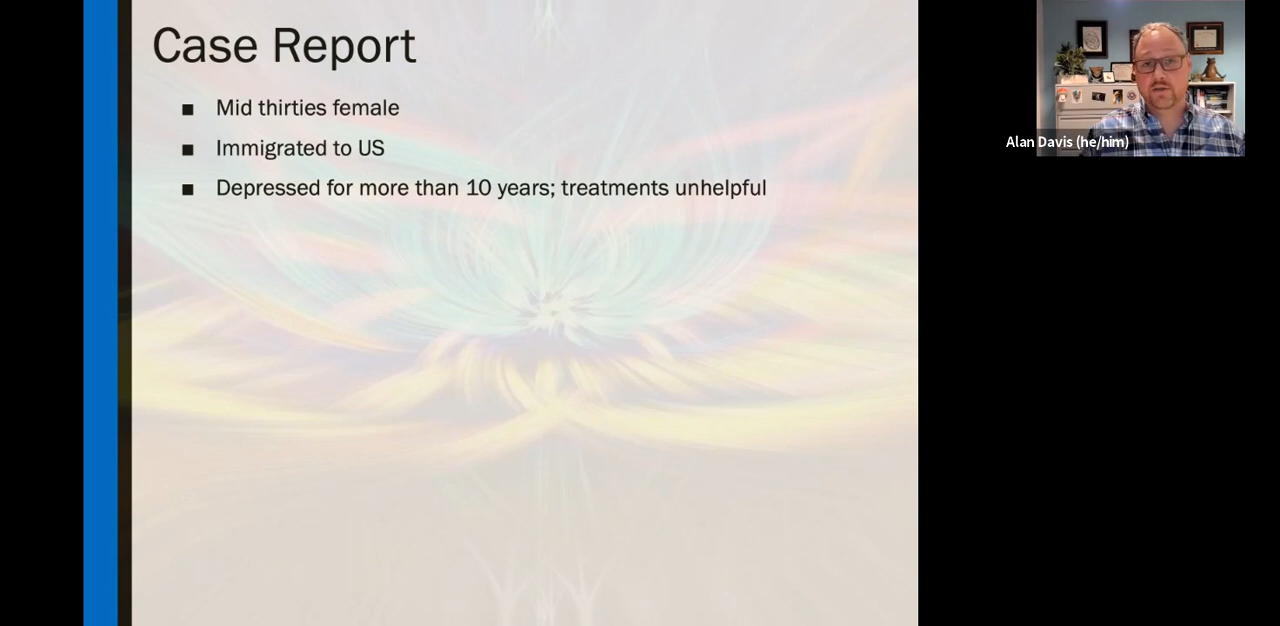 Case Report
■ Mid thirties female
■ Immigrated to US
■ Depressed for more than 10 years; treatments unhelpful
Alan Davis (he/him)